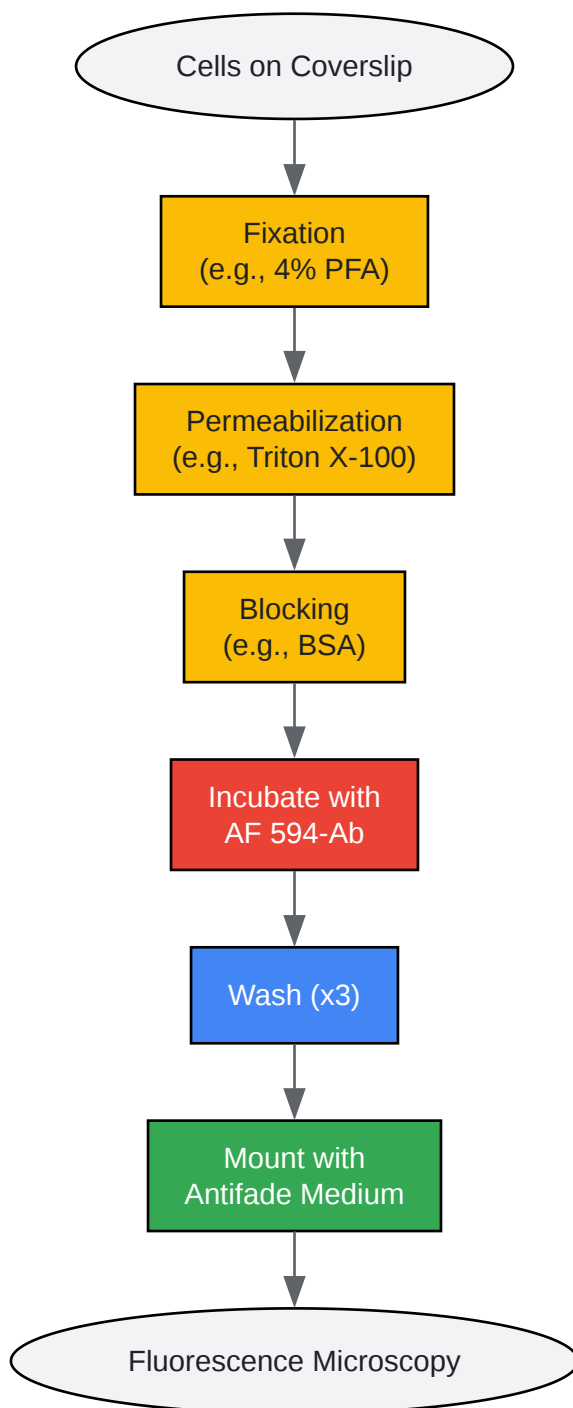 Cells on Coverslip
Fixation
(e.g., 4% PFA)
Permeabilization
(e.g., Triton X-100)
Blocking
(e.g., BSA)
Incubate with
AF 594-Ab
Wash (x3)
Mount with
Antifade Medium
Fluorescence Microscopy